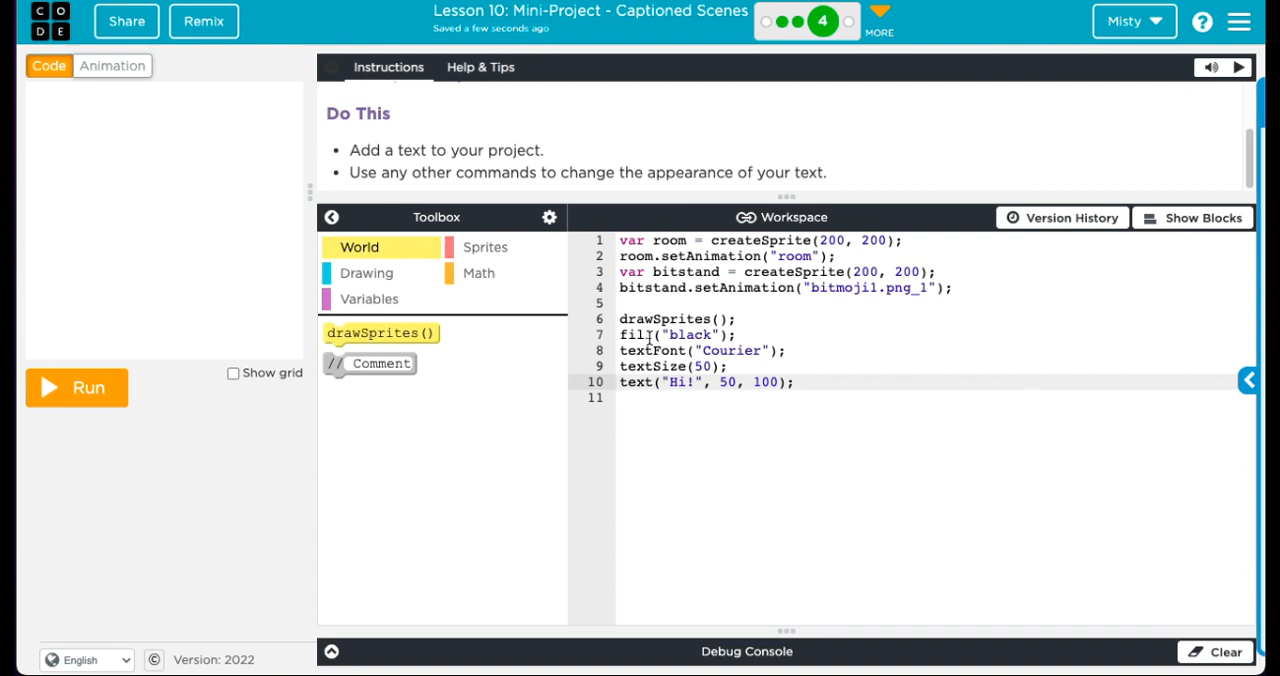 C O
D E
Share
Remix
Lesson 10: Mini-Project - Captioned Scenes
Saved a few seconds ago
4
MORE
Misty
?
Code
Animation
Instructions
Help & Tips
Do This
• Add a text to your project.
• Use any other commands to change the appearance of your text.
Toolbox
Workspace
Version History
Show Blocks
World
Sprites
Drawing
Math
Variables
drawSprites()
// Comment
1 var room = createSprite(200, 200);
2 room.setAnimation("room");
3 var bitstand = createSprite(200, 200);
4 bitstand.setAnimation("bitmoji1.png_1");
5
6 drawSprites();
7 fill("black");
8 textFont("Courier");
9 textSize(50);
10 text("Hi!", 50, 100);
11
Show grid
Run
Debug Console
Clear
English
©
Version: 2022